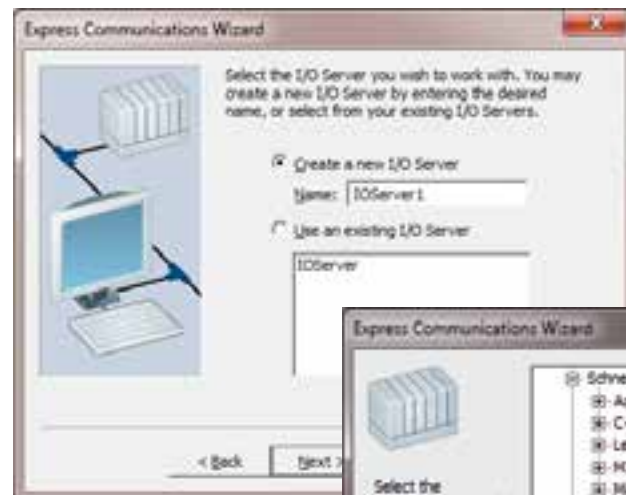 Express Communications Wizard
Select the I/O Server you wish to work with. You may
create a new I/O Server by entering the desired
name, or select from your existing I/O Servers.
Create a new I/O Server
Name: IOServer1
Use an existing I/O Server
IOServer
< Back Next >
Express Communications Wizard
Select the
Schne